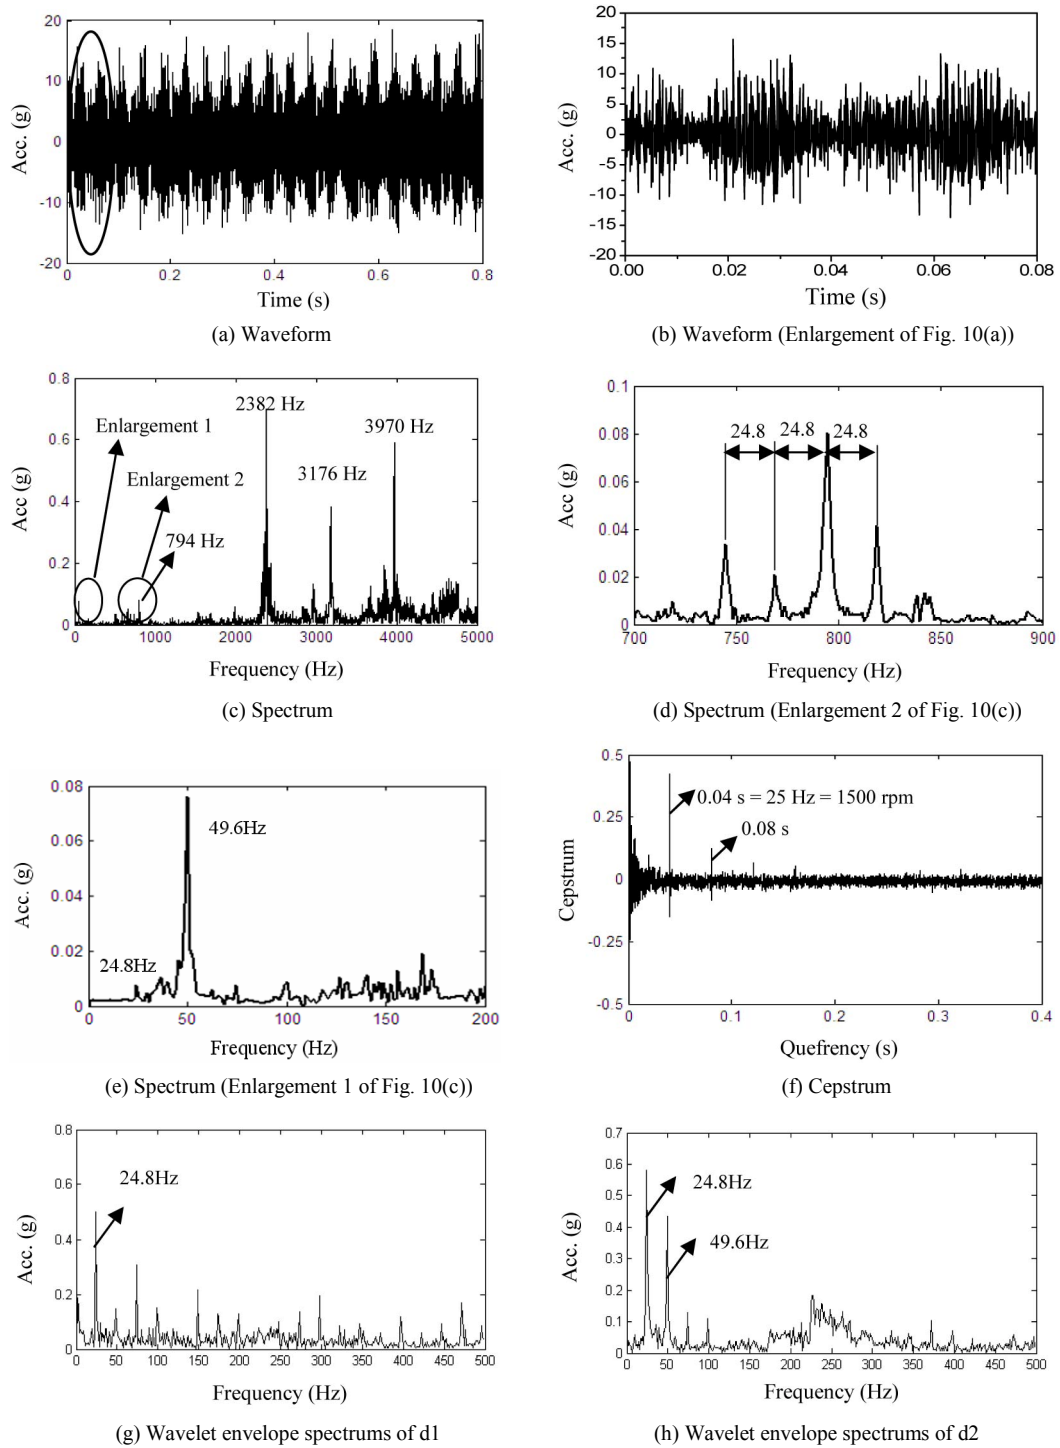 20
10
0
-10
-20
Acc. (g)
0 0.2 0.4 0.6 0.8
Time (s)
(a) Waveform
20
15
10
5
0
-5
-10
-15
-20
Acc. (g)
0.00 0.02 0.04 0.06 0.08
Time (s)
(b) Waveform (Enlargement of Fig. 10(a))
0.8
0.6
0.4
0.2
0
Acc (g)
2382 Hz
3970 Hz
3176 Hz
Enlargement 1
Enlargement 2
794 Hz
0 1000 2000 3000 4000 5000
Frequency (Hz)
(c) Spectrum
0.1
0.08
0.06
0.04
0.02
0
Acc (g)
24.8 24.8 24.8
700 750 800 850 900
Frequency (Hz)
(d) Spectrum (Enlargement 2 of Fig. 10(c))
0.08
0.06
0.04
0.02
0
Acc. (g)
49.6Hz
24.8Hz
0 50 100 150 200
Frequency (Hz)
(e) Spectrum (Enlargement 1 of Fig. 10(c))
0.5
0.25
0
-0.25
-0.5
Cepstrum
0.04 s = 25 Hz = 1500 rpm
0.08 s
0 0.1 0.2 0.3 0.4
Quefrency (s)
(f) Cepstrum
0.8
0.6
0.4
0.2
0
Acc. (g)
24.8Hz
0 50 100 150 200 250 300 350 400 450 500
Frequency (Hz)
(g) Wavelet envelope spectrums of d1
0.7
0.6
0.5
0.4
0.3
0.2
0.1
0
Acc. (g)
24.8Hz
49.6Hz
0 50 100 150 200 250 300 350 400 450 500
Frequency (Hz)
(h) Wavelet envelope spectrums of d2